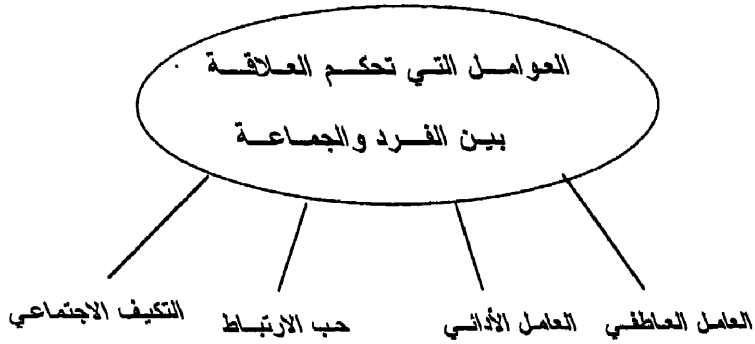 العوامل التي تحكم العلاقة
بين الفرد والجماعة
العامل العاطفي
العامل الأدائي
حب الارتباط
التكيف الاجتماعي